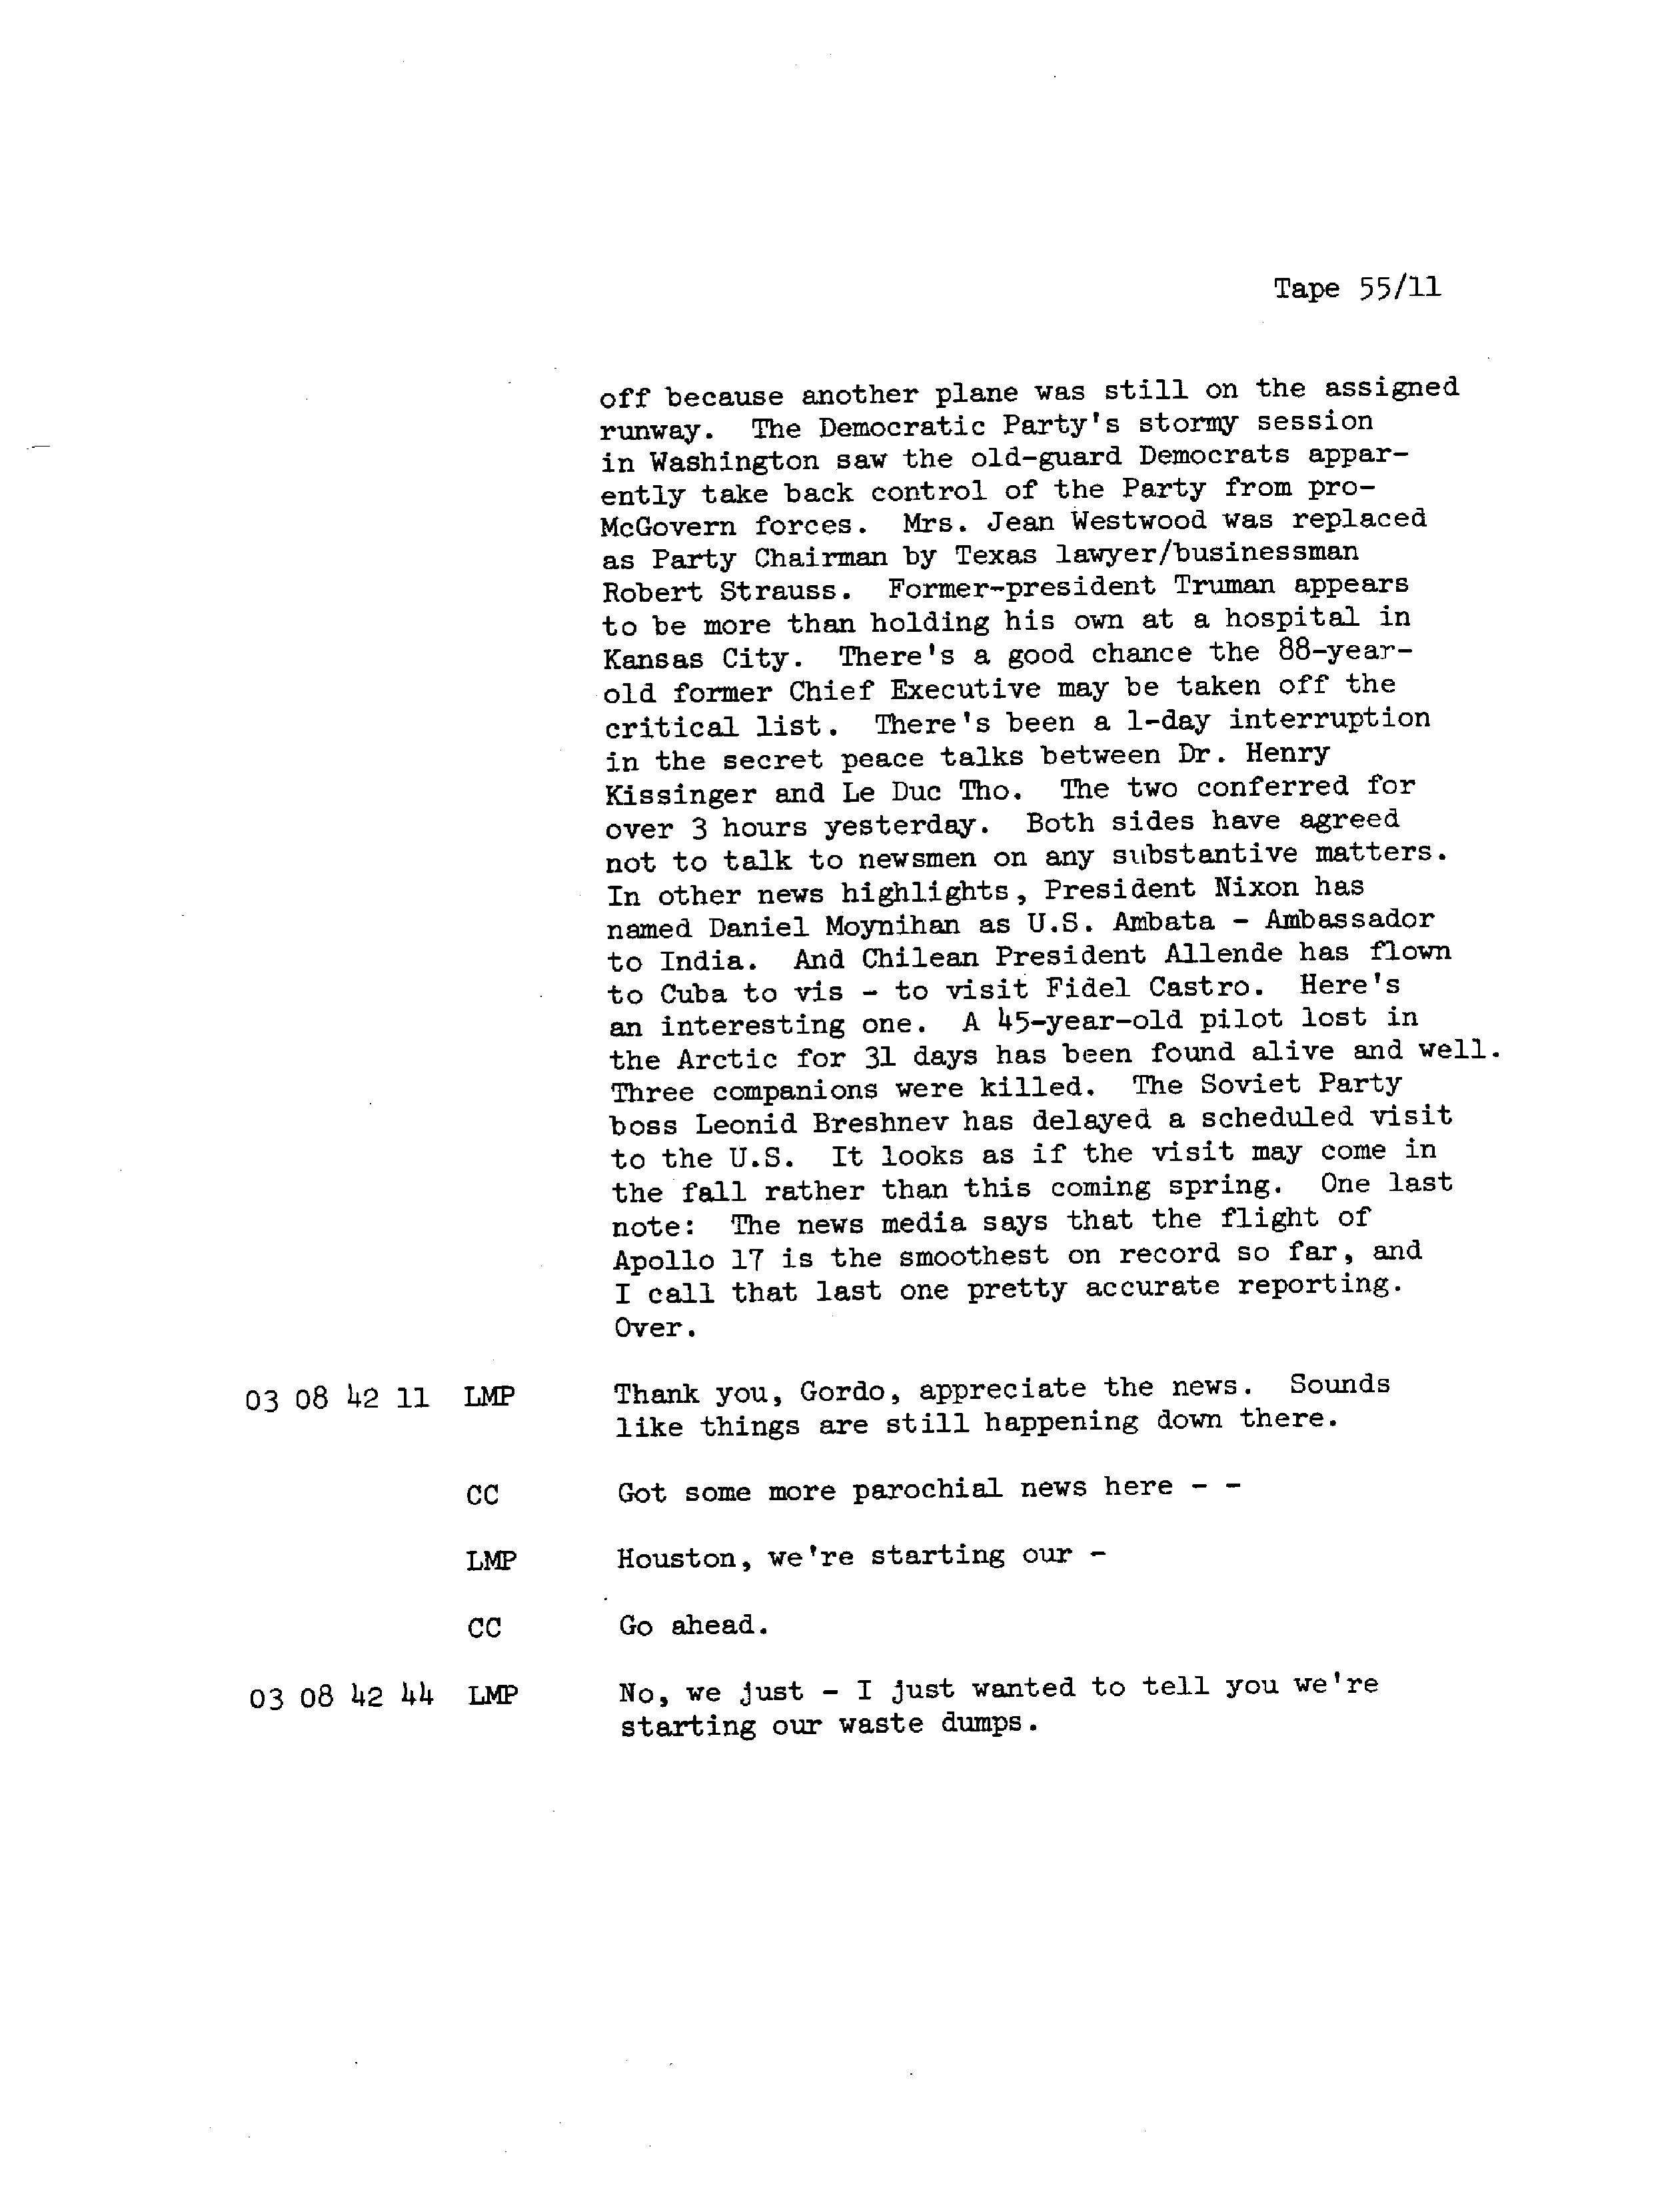 Tape 55/11
off because another plane was still on the assigned
runway. The Democratic Party's stormy session
in Washington saw the old-guard Democrats appar-
ently take back control of the Party from pro-
McGovern forces. Mrs. Jean Westwood was replaced
as Party Chairman by Texas lawyer/businessman
Robert Strauss. Former-president Truman appears
to be more than holding his own at a hospital in
Kansas City. There's a good chance the 88-year-
old former Chief Executive may be taken off the
critical list. There's been a 1-day interruption
in the secret peace talks between Dr. Henry
Kissinger and Le Duc Tho. The two conferred for
over 3 hours yesterday. Both sides have agreed
not to talk to newsmen on any substantive matters.
In other news highlights, President Nixon has
named Daniel Moynihan as U.S. Ambata - Ambassador
to India. And Chilean President Allende has flown
to Cuba to vis - to visit Fidel Castro. Here's
an interesting one. A 45-year-old pilot lost in
the Arctic for 31 days has been found alive and well.
Three companions were killed. The Soviet Party
boss Leonid Breshnev has delayed a scheduled visit
to the U.S. It looks as if the visit may come in
the fall rather than this coming spring. One last
note: The news media says that the flight of
Apollo 17 is the smoothest on record so far, and
I call that last one pretty accurate reporting.
Over.
03 08 42 11 LMP Thank you, Gordo, appreciate the news. Sounds
like things are still happening down there.
CC Got some more parochial news here - -
LMP Houston, we're starting our -
CC Go ahead.
03 08 42 44 LMP No, we just - I just wanted to tell you we're
starting our waste dumps.